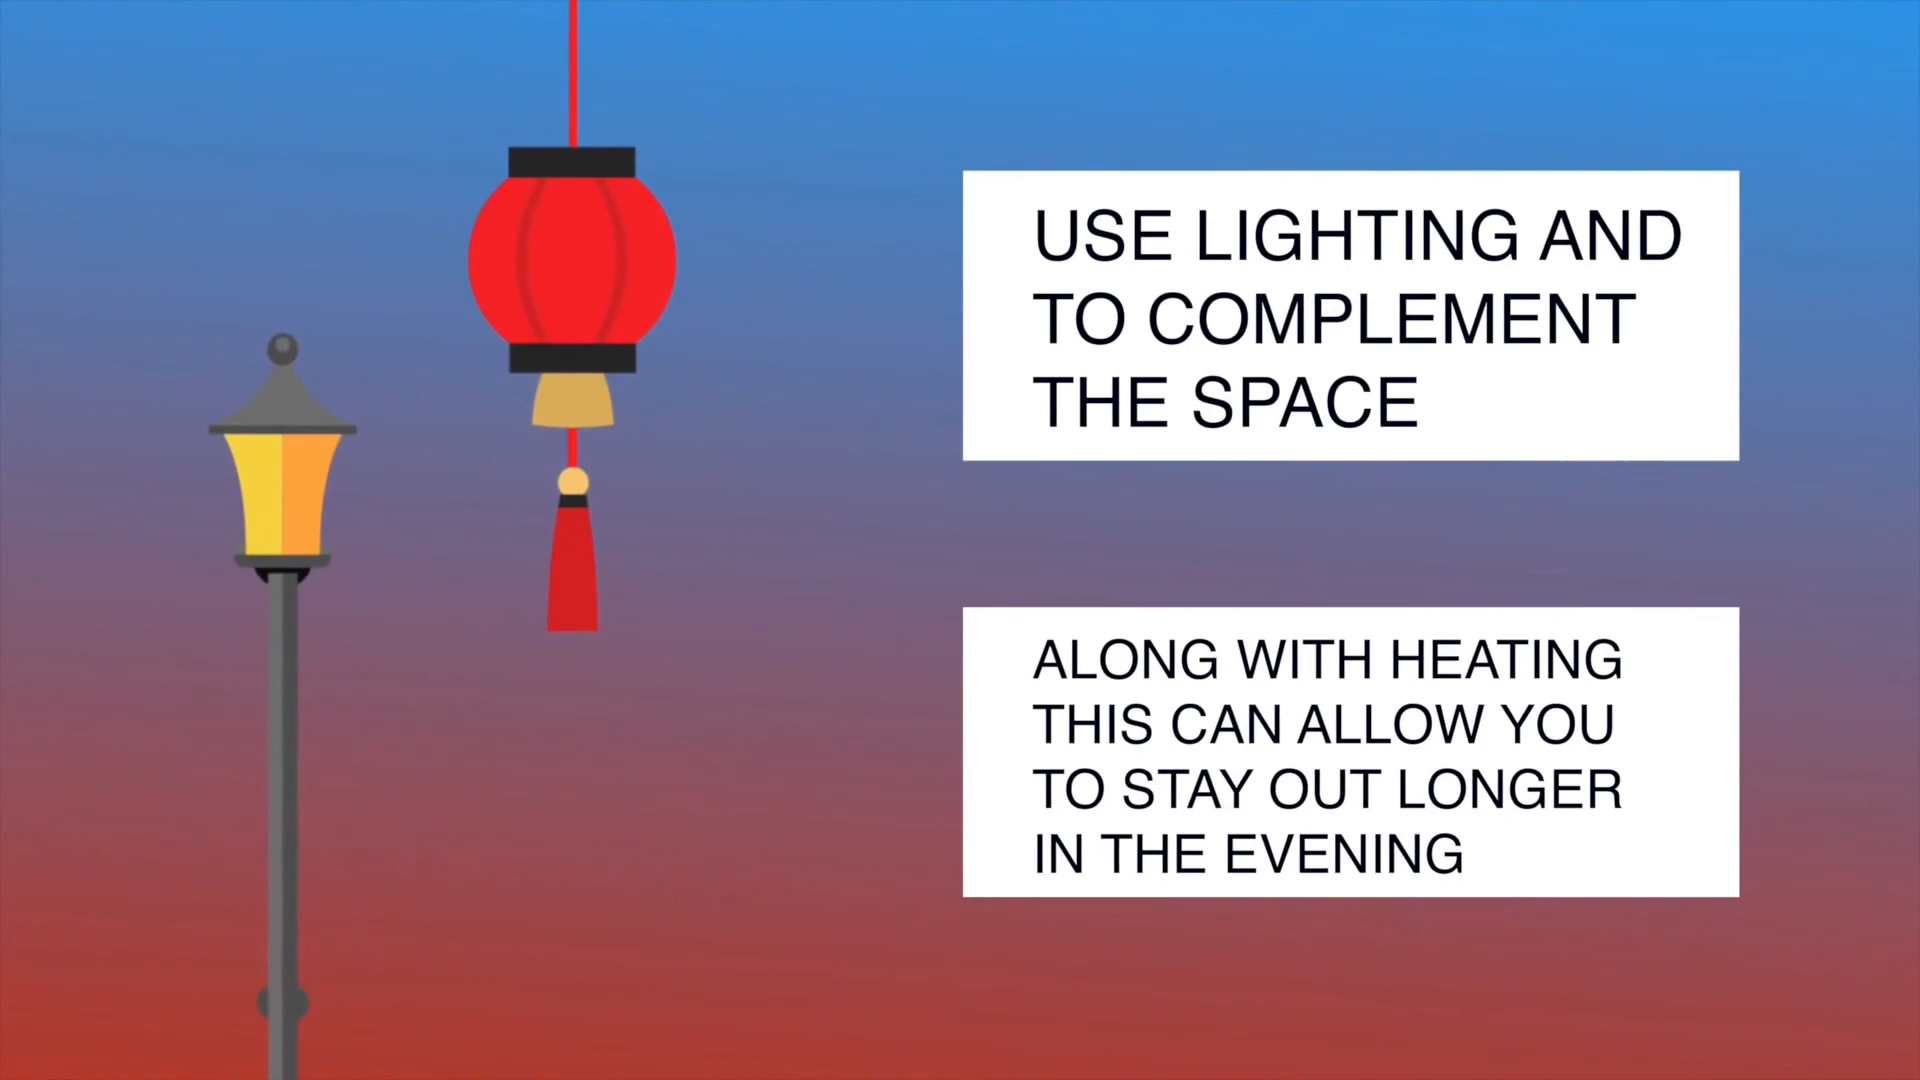 USE LIGHTING AND
TO COMPLEMENT
THE SPACE
ALONG WITH HEATING
THIS CAN ALLOW YOU
TO STAY OUT LONGER
IN THE EVENING